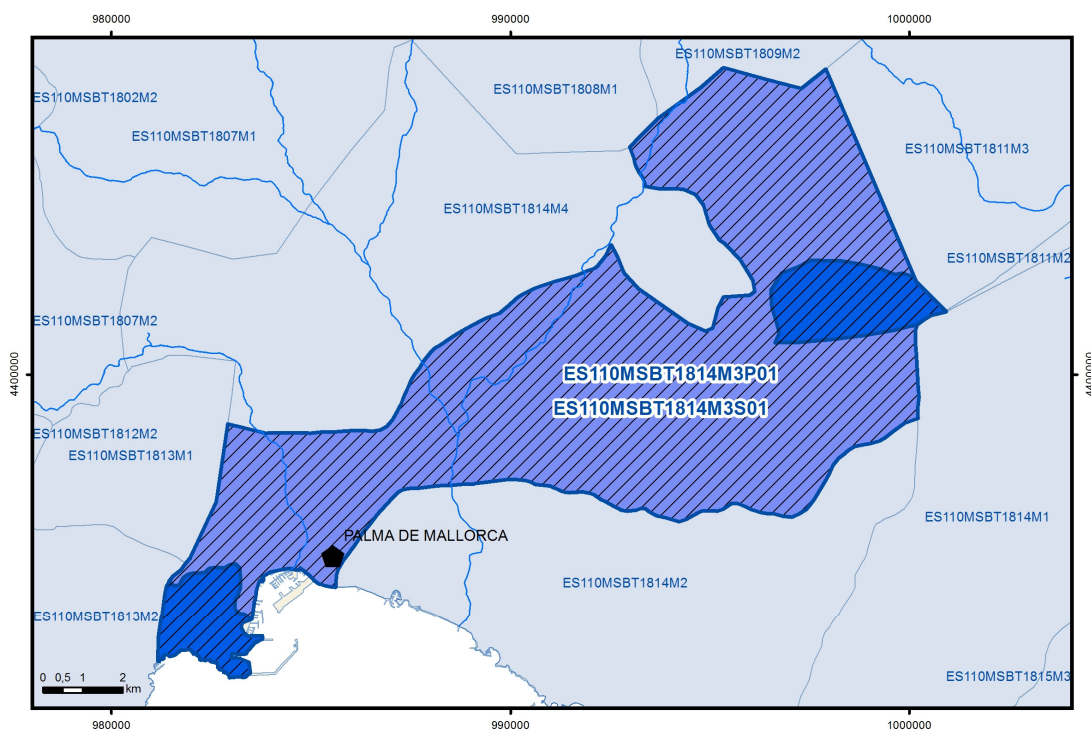 980000
990000
1000000
ES110MSBT1809M2
ES110MSBT1802M2
ES110MSBT1808M1
ES110MSBT1807M1
ES110MSBT1811M3
ES110MSBT1814M4
ES110MSBT1811M2
ES110MSBT1807M2
4400000
4400000
ES110MSBT1814M3P01
ES110MSBT1814M3S01
ES110MSBT1812M2
ES110MSBT1813M1
ES110MSBT1814M1
PALMA DE MALLORCA
ES110MSBT1814M2
ES110MSBT1813M2
ES110MSBT1815M3
0 0,5 1 2
km
980000
990000
1000000